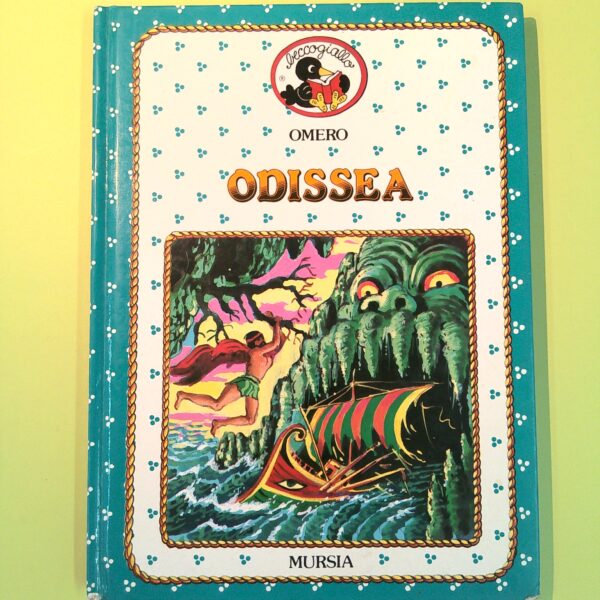 beccogiallo
®
OMERO
ODISSEA
MURSIA